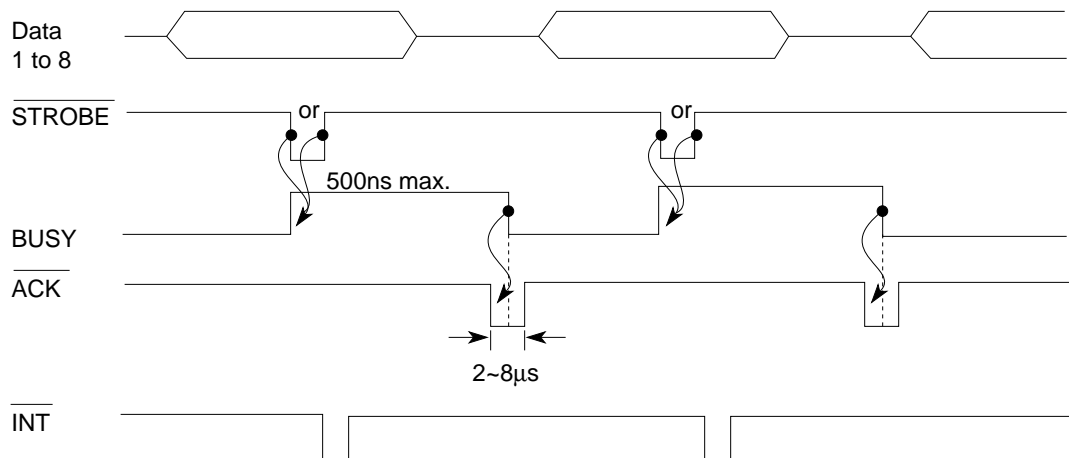 Data
1 to 8
STROBE
or
or
500ns max.
BUSY
ACK
2~8μs
INT